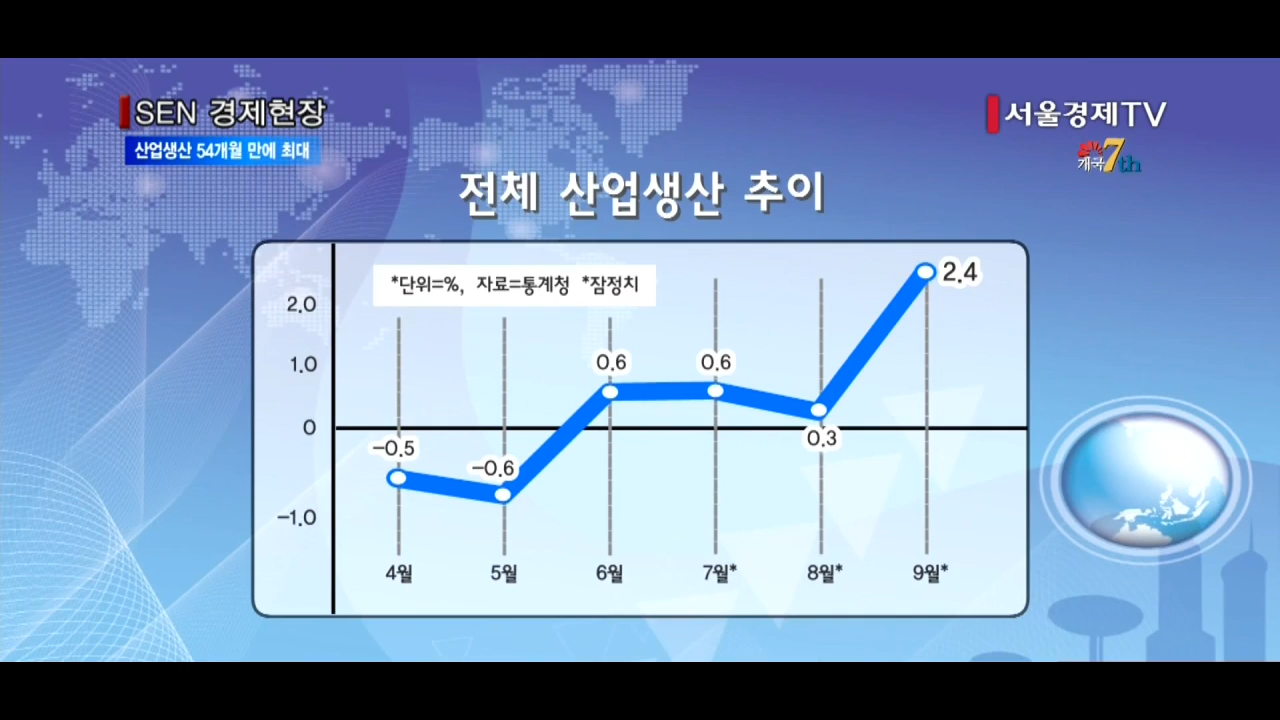 SEN 경제현장
서울경제TV
산업생산 54개월 만에 최대
개국 7th
전체 산업생산 추이
*단위=%, 자료=통계청 *잠정치
2.0
1.0
0
-1.0
-0.5
-0.6
0.6
0.6
0.3
2.4
4월 5월 6월 7월* 8월* 9월*